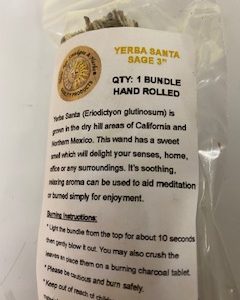 YERBA SANTA
SAGE 3"
QTY: 1 BUNDLE
HAND ROLLED
Yerba Santa (Eriodictyon glutinosum) is
grown in the dry hill areas of California and
Northern Mexico. This wand has a sweet
smell which will delight your senses, home,
office or any surroundings. It's soothing,
relaxing aroma can be used to aid meditation
or burned simply for enjoyment.
Burning Instructions:
* Light the bundle from the top for about 10 seconds
then gently blow it out. You may also crush the
leaves an place them on a burning charcoal tablet.
* Please be cautious and burn safely.
* Keep out of reach of